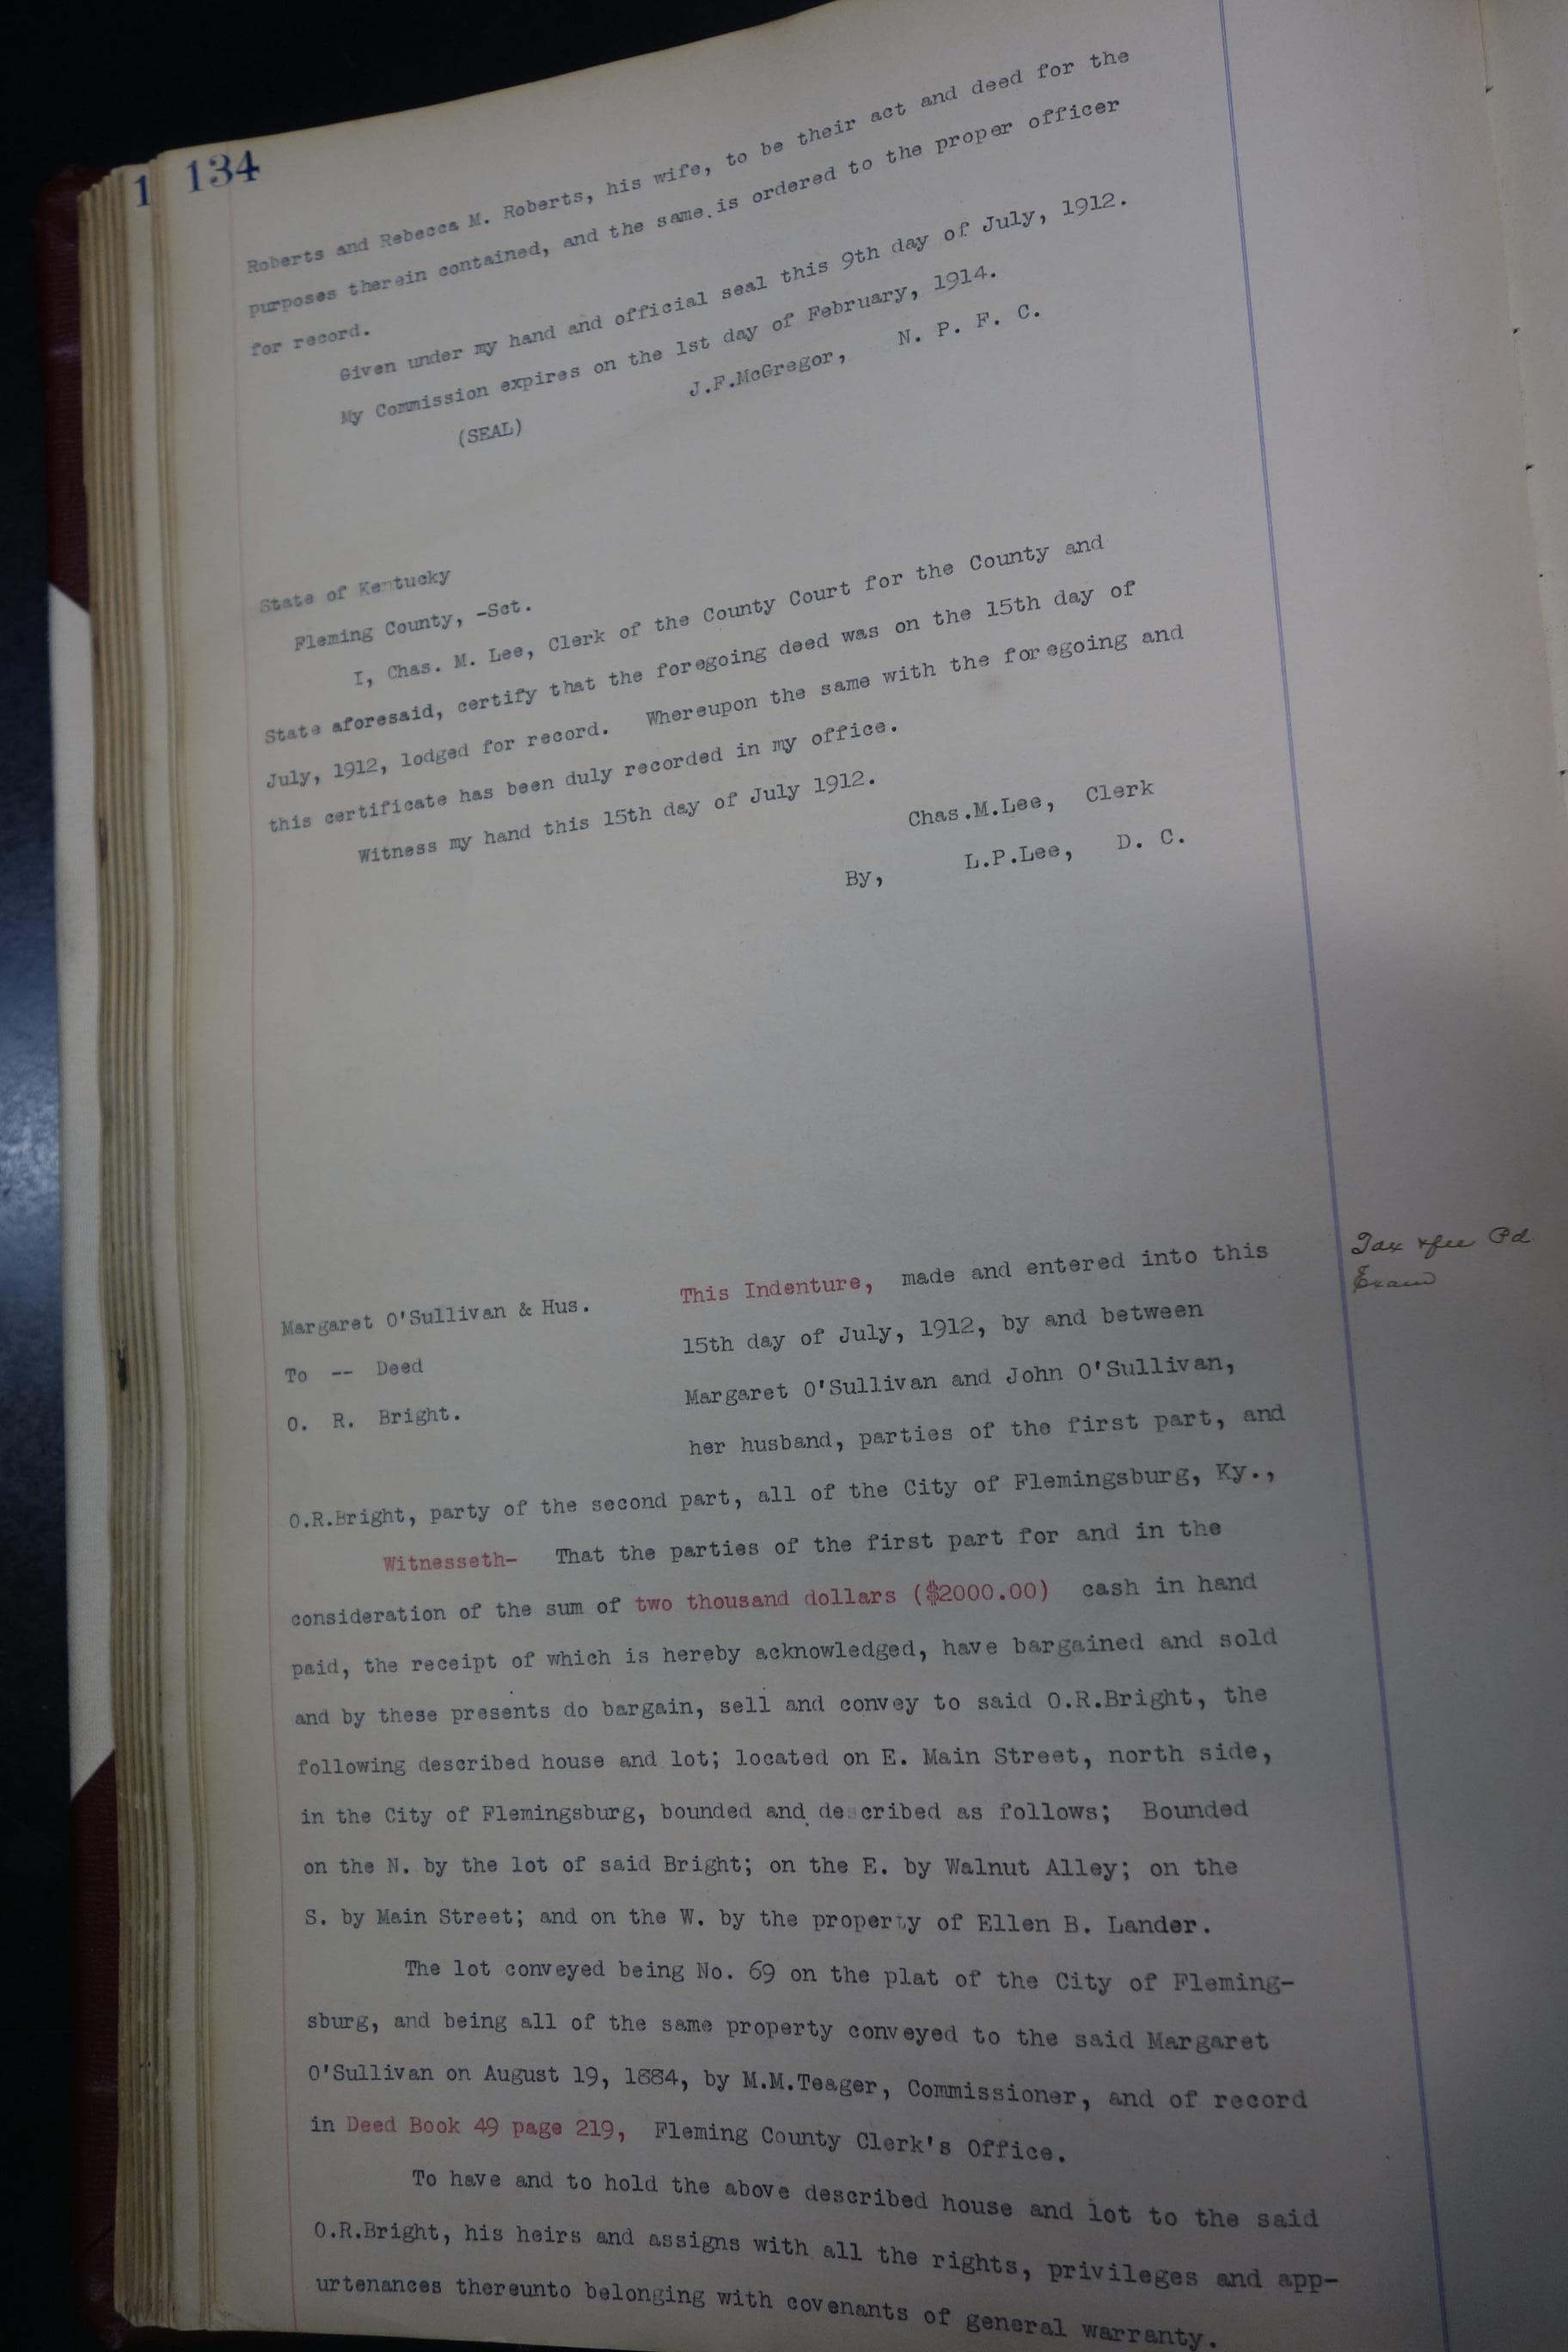 1 134
Roberts and Rebecca M. Roberts, his wife, to be their act and deed for the
purposes therein contained, and the same is ordered to the proper officer
for record.
Given under my hand and official seal this 9th day of July, 1912.
My Commission expires on the 1st day of February, 1914.
J.F.McGregor, N. P. F. C.
(SEAL)
State of Kentucky
Fleming County, -Sct.
I, Chas. M. Lee, Clerk of the County Court for the County and
State aforesaid, certify that the foregoing deed was on the 15th day of
July, 1912, lodged for record. Whereupon the same with the foregoing and
this certificate has been duly recorded in my office.
Witness my hand this 15th day of July 1912.
Chas.M.Lee, Clerk
By, L.P.Lee, D. C.
Margaret O'Sullivan & Hus.
To -- Deed
O. R. Bright.
This Indenture, made and entered into this
15th day of July, 1912, by and between
Margaret O'Sullivan and John O'Sullivan,
her husband, parties of the first part, and
O.R.Bright, party of the second part, all of the City of Flemingsburg, Ky.,
Witnesseth- That the parties of the first part for and in the
consideration of the sum of two thousand dollars ($2000.00) cash in hand
paid, the receipt of which is hereby acknowledged, have bargained and sold
and by these presents do bargain, sell and convey to said O.R.Bright, the
following described house and lot; located on E. Main Street, north side,
in the City of Flemingsburg, bounded and described as follows; Bounded
on the N. by the lot of said Bright; on the E. by Walnut Alley; on the
S. by Main Street; and on the W. by the property of Ellen B. Lander.
The lot conveyed being No. 69 on the plat of the City of Fleming-
sburg, and being all of the same property conveyed to the said Margaret
O'Sullivan on August 19, 1884, by M.M.Teager, Commissioner, and of record
in Deed Book 49 page 219, Fleming County Clerk's Office.
To have and to hold the above described house and lot to the said
O.R.Bright, his heirs and assigns with all the rights, privileges and app-
urtenances thereunto belonging with covenants of general warranty.
Tax & fee Pd
Exam